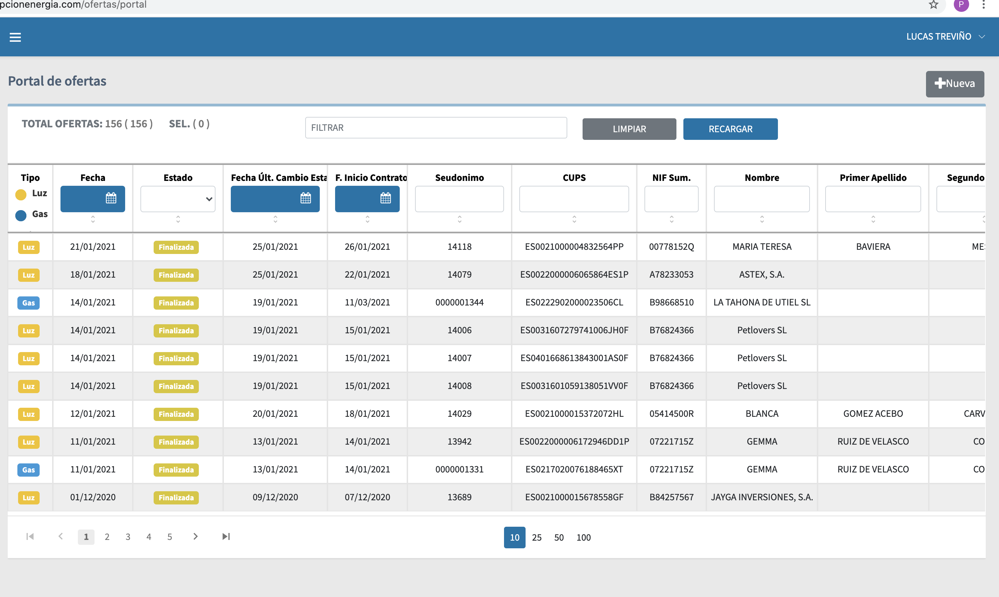 pcionenergia.com/ofertas/portal
P
LUCAS TREVIÑO
Portal de ofertas
Nueva
TOTAL OFERTAS: 156 ( 156 ) SEL. ( 0 ) FILTRAR LIMPIAR RECARGAR
Tipo Fecha Estado Fecha Últ. Cambio Esta F. Inicio Contrato Seudonimo CUPS NIF Sum. Nombre Primer Apellido Segundo
Luz
Gas
Luz 21/01/2021 Finalizada 25/01/2021 26/01/2021 14118 ES0021000004832564PP 00778152Q MARIA TERESA BAVIERA MES
Luz 18/01/2021 Finalizada 25/01/2021 22/01/2021 14079 ES0022000006065864ES1P A78233053 ASTEX, S.A.
Gas 14/01/2021 Finalizada 19/01/2021 11/03/2021 0000001344 ES0222902000023506CL B98668510 LA TAHONA DE UTIEL SL
Luz 14/01/2021 Finalizada 19/01/2021 15/01/2021 14006 ES0031607279741006JH0F B76824366 Petlovers SL
Luz 14/01/2021 Finalizada 19/01/2021 15/01/2021 14007 ES0401668613843001AS0F B76824366 Petlovers SL
Luz 14/01/2021 Finalizada 19/01/2021 15/01/2021 14008 ES0031601059138051VV0F B76824366 Petlovers SL
Luz 12/01/2021 Finalizada 20/01/2021 18/01/2021 14029 ES0021000015372072HL 05414500R BLANCA GOMEZ ACEBO CARV
Luz 11/01/2021 Finalizada 13/01/2021 14/01/2021 13942 ES0022000006172946DD1P 07221715Z GEMMA RUIZ DE VELASCO CO
Gas 11/01/2021 Finalizada 13/01/2021 14/01/2021 0000001331 ES0217020076188465XT 07221715Z GEMMA RUIZ DE VELASCO CO
Luz 01/12/2020 Finalizada 09/12/2020 07/12/2020 13689 ES0021000015678558GF B84257567 JAYGA INVERSIONES, S.A.
1 2 3 4 5 10 25 50 100